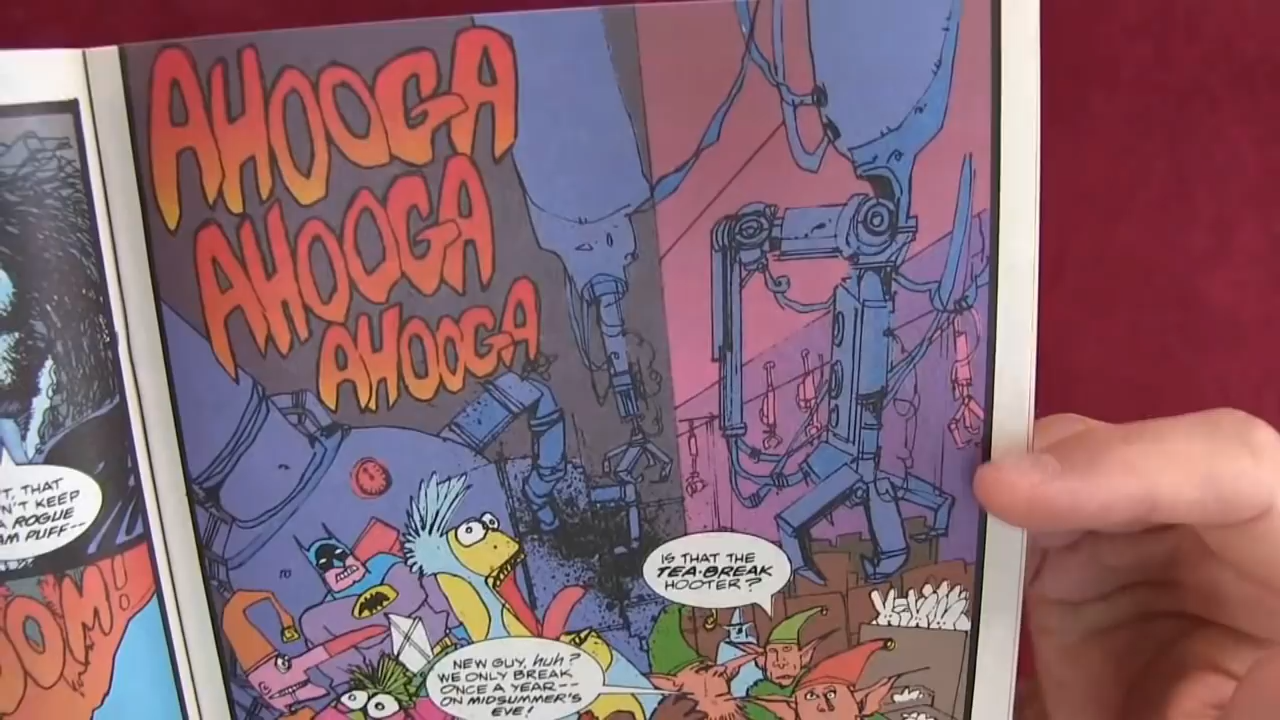 T, THAT
N'T KEEP
A ROGUE
AM PUFF--
OOM!!
AHOOGA
AHOOGA
AHOOGA
IS THAT THE
TEA-BREAK
HOOTER?
NEW GUY, huh?
WE ONLY BREAK
ONCE A YEAR--
ON MIDSUMMER'S
EVE!